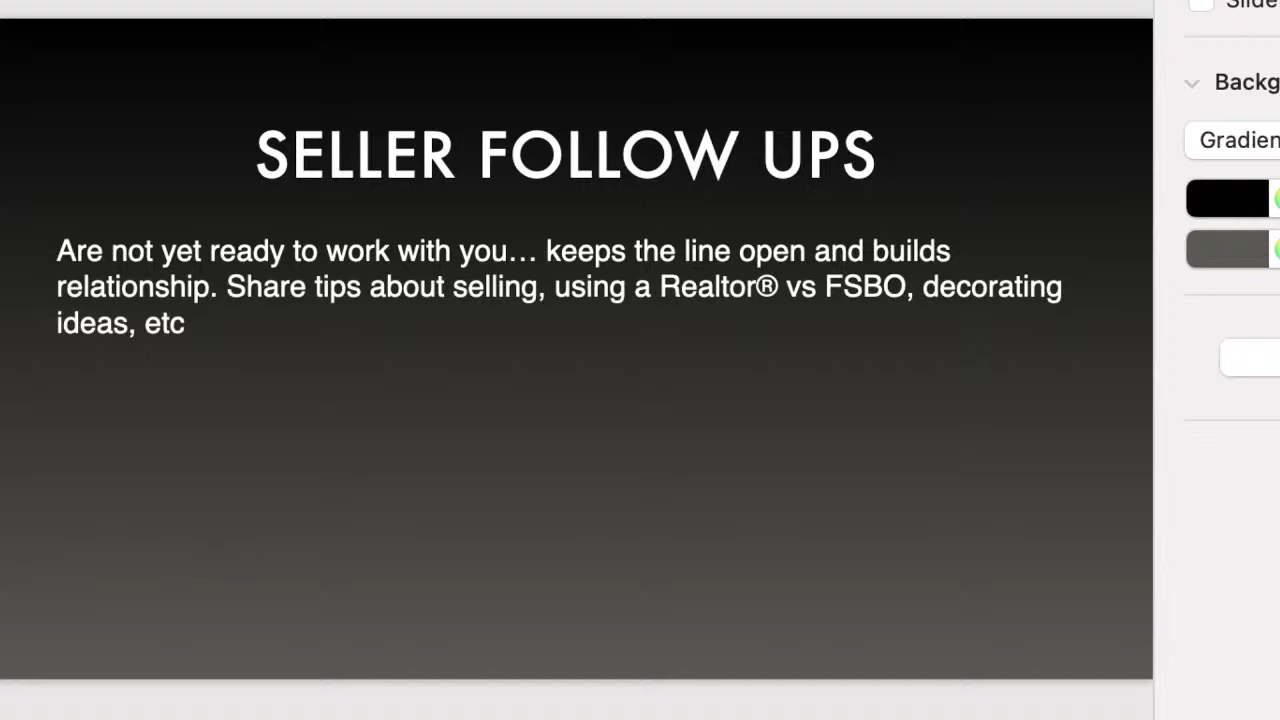 Slide
Backg
SELLER FOLLOW UPS
Gradien
Are not yet ready to work with you… keeps the line open and builds
relationship. Share tips about selling, using a Realtor® vs FSBO, decorating
ideas, etc